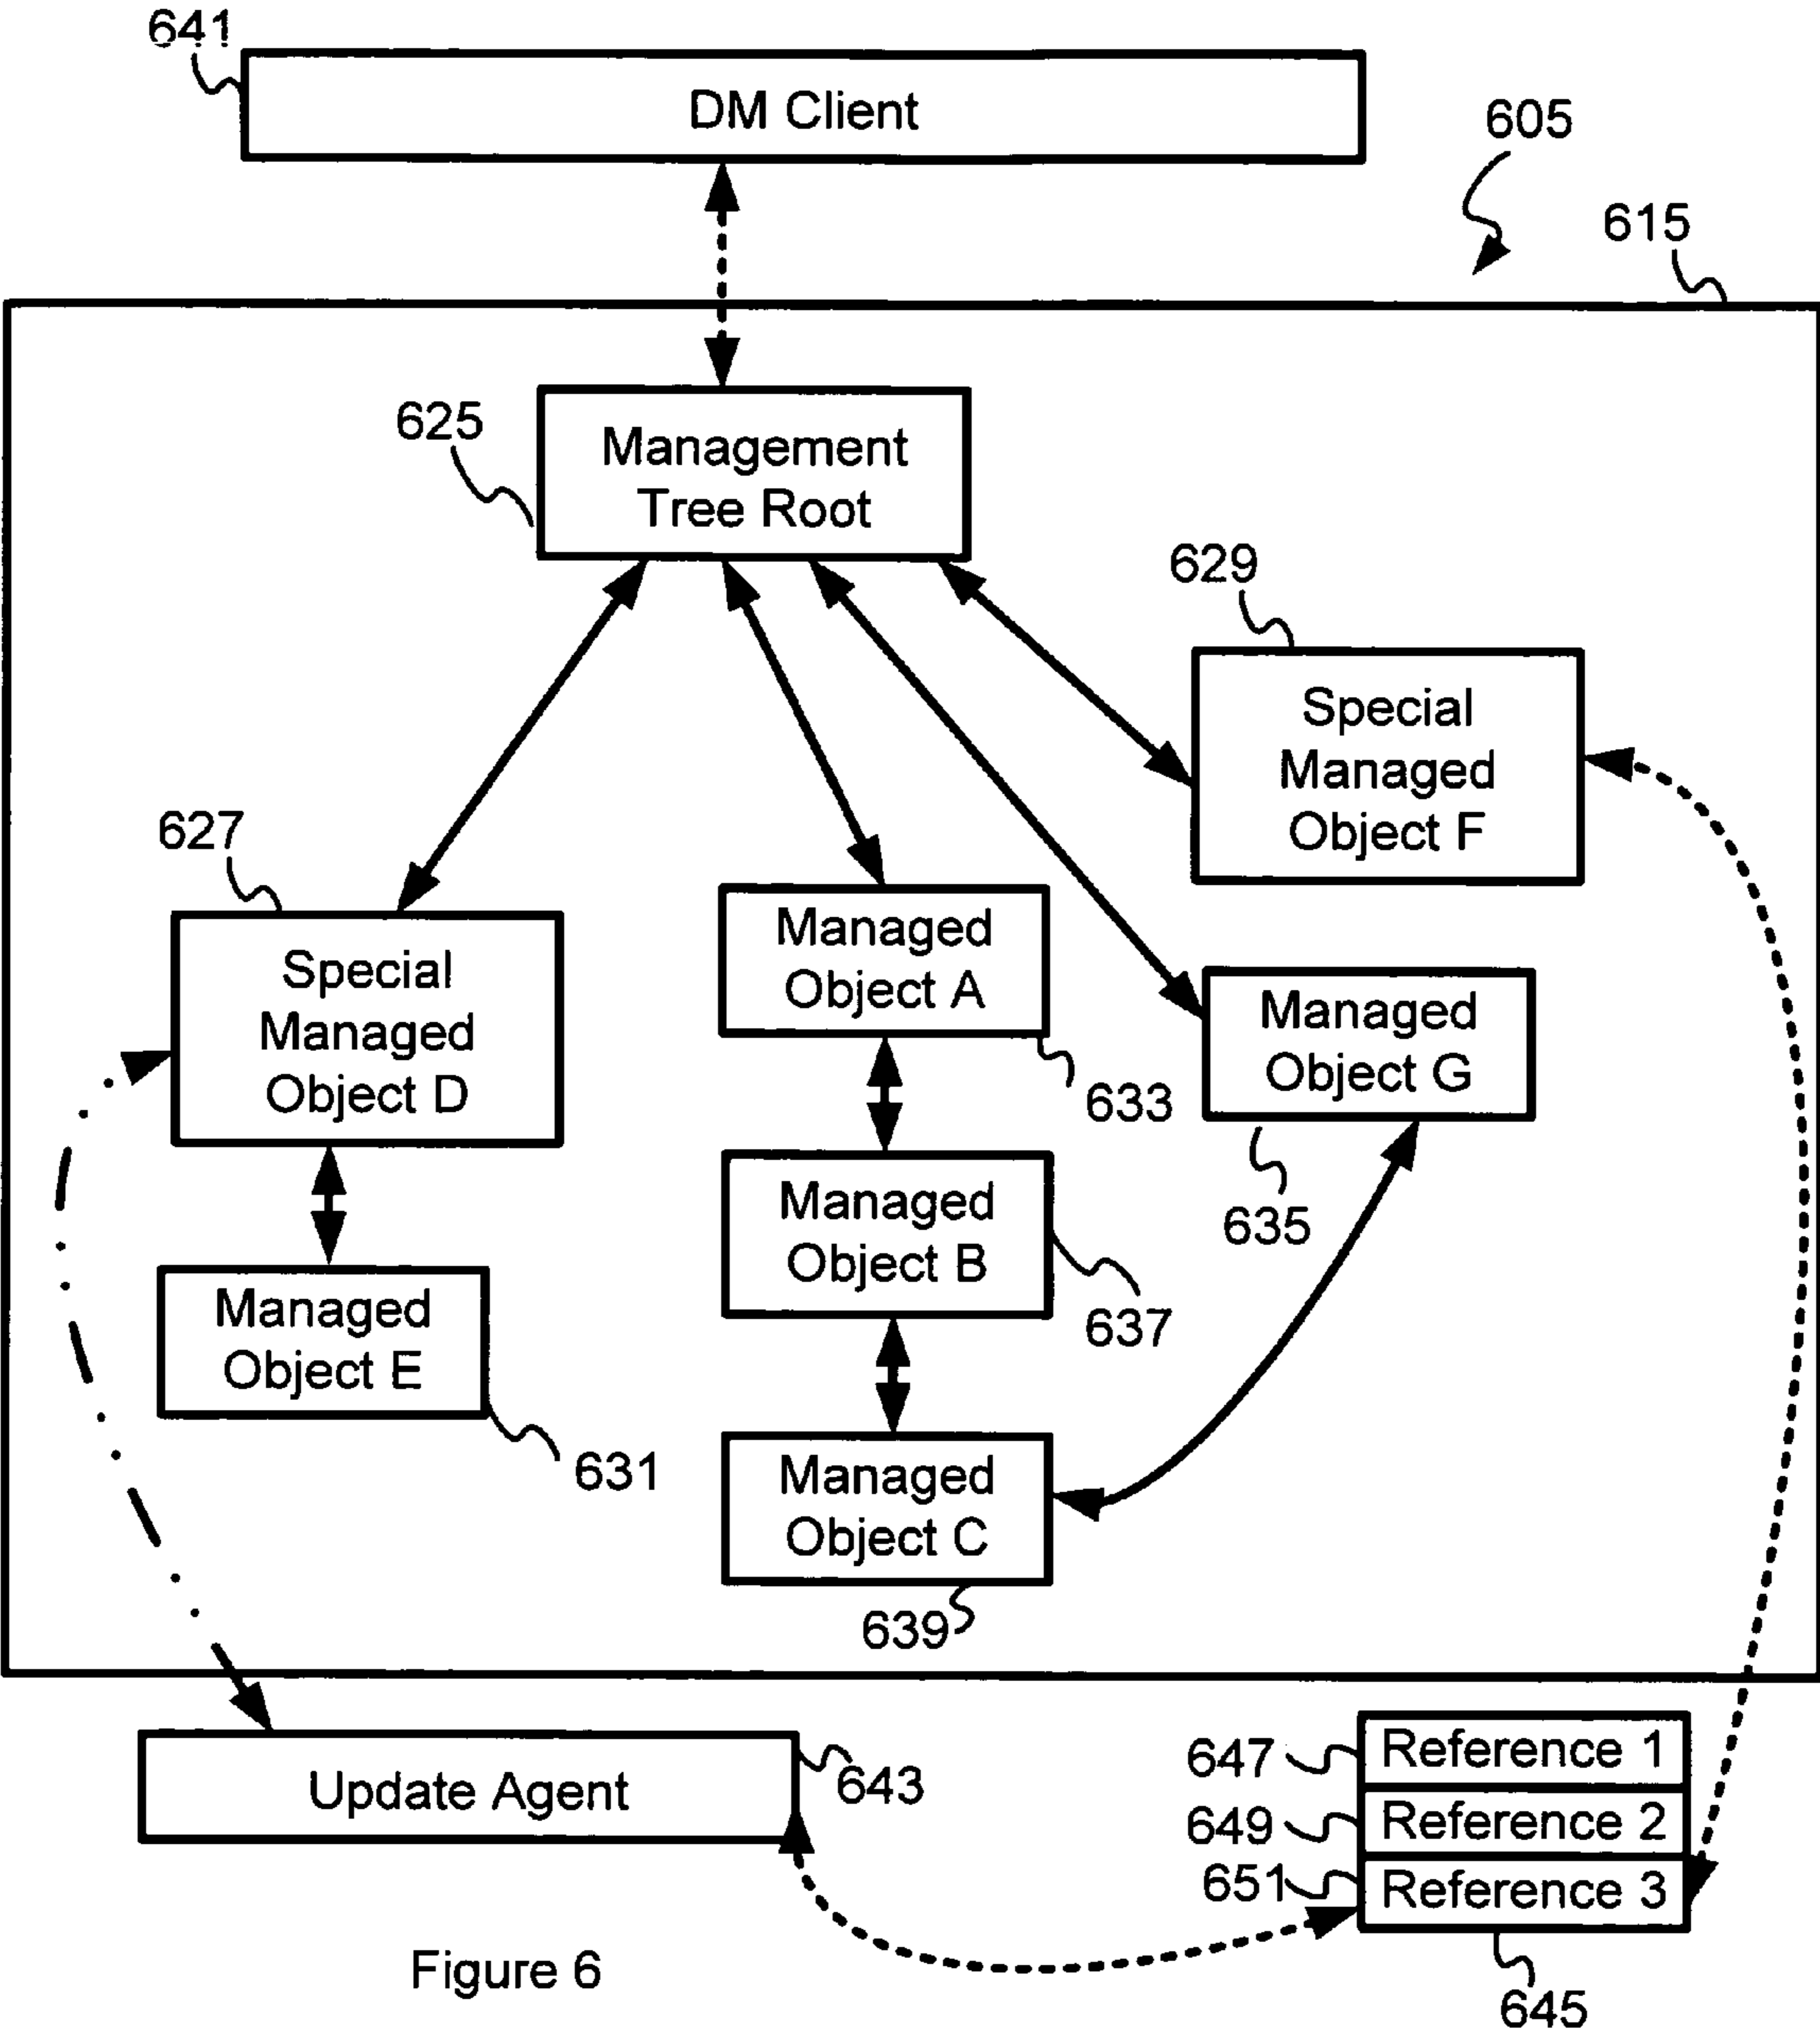 641
DM Client
605
615
625
Management
Tree Root
629
Special
Managed
Object F
627
Special
Managed
Object D
Managed
Object A
633
Managed
Object G
635
Managed
Object B
637
Managed
Object E
631
Managed
Object C
639
Update Agent
643
647
Reference 1
649
Reference 2
651
Reference 3
645
Figure 6